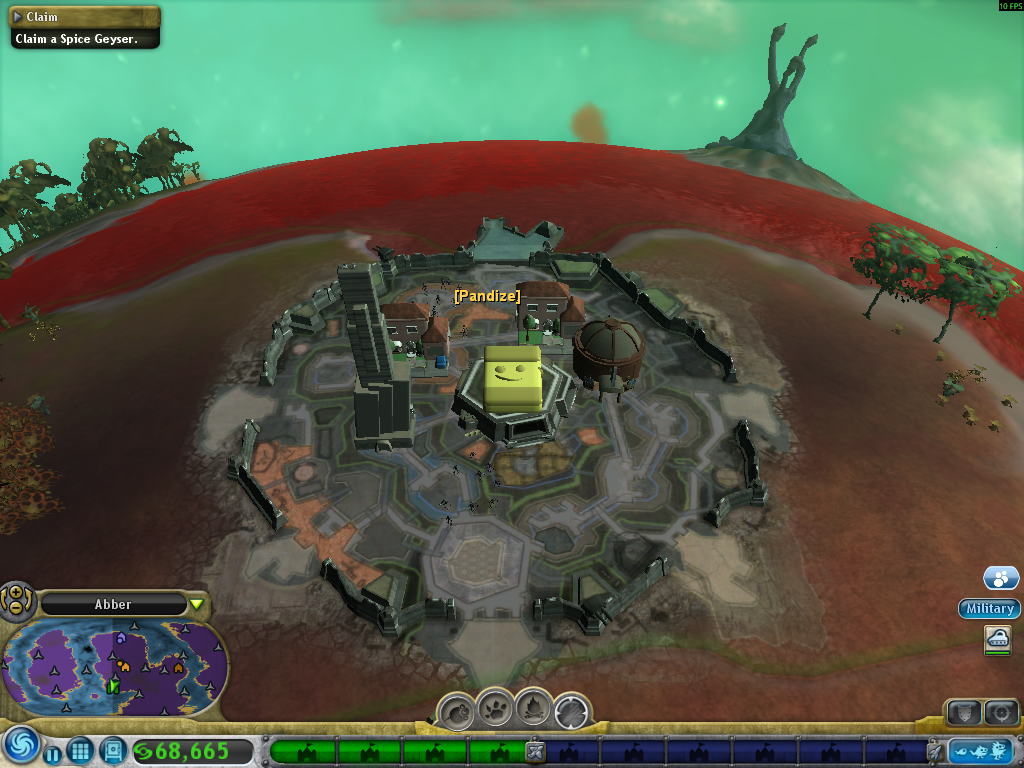 Claim
10 FPS
Claim a Spice Geyser.
[Pandize]
Abber
Military
68,665